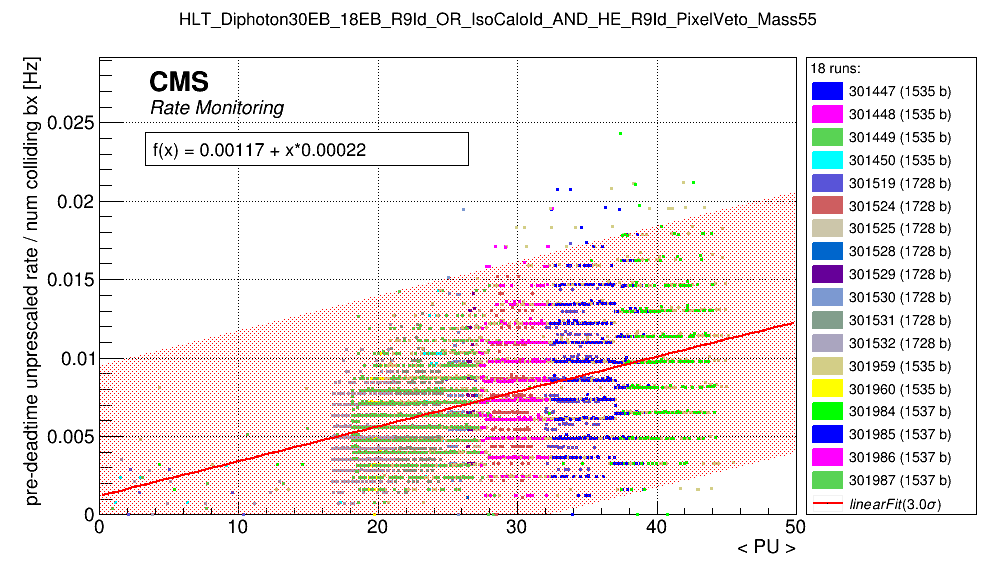 HLT_Diphoton30EB_18EB_R9Id_OR_IsoCaloId_AND_HE_R9Id_PixelVeto_Mass55
pre-deadtime unprescaled rate / num colliding bx [Hz]
CMS
Rate Monitoring
f(x) = 0.00117 + x*0.00022
0.025
0.02
0.015
0.01
0.005
0
0 10 20 30 40 50
< PU >
18 runs:
301447 (1535 b)
301448 (1535 b)
301449 (1535 b)
301450 (1535 b)
301519 (1728 b)
301524 (1728 b)
301525 (1728 b)
301528 (1728 b)
301529 (1728 b)
301530 (1728 b)
301531 (1728 b)
301532 (1728 b)
301959 (1535 b)
301960 (1535 b)
301984 (1537 b)
301985 (1537 b)
301986 (1537 b)
301987 (1537 b)
linearFit(3.0σ)